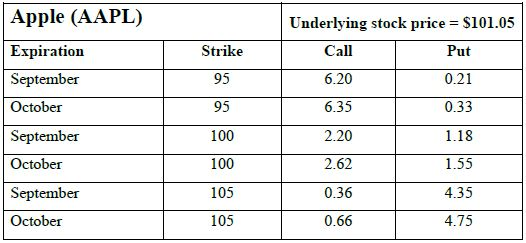 Apple (AAPL) Underlying stock price = $101.05
Expiration Strike Call Put
September 95 6.20 0.21
October 95 6.35 0.33
September 100 2.20 1.18
October 100 2.62 1.55
September 105 0.36 4.35
October 105 0.66 4.75